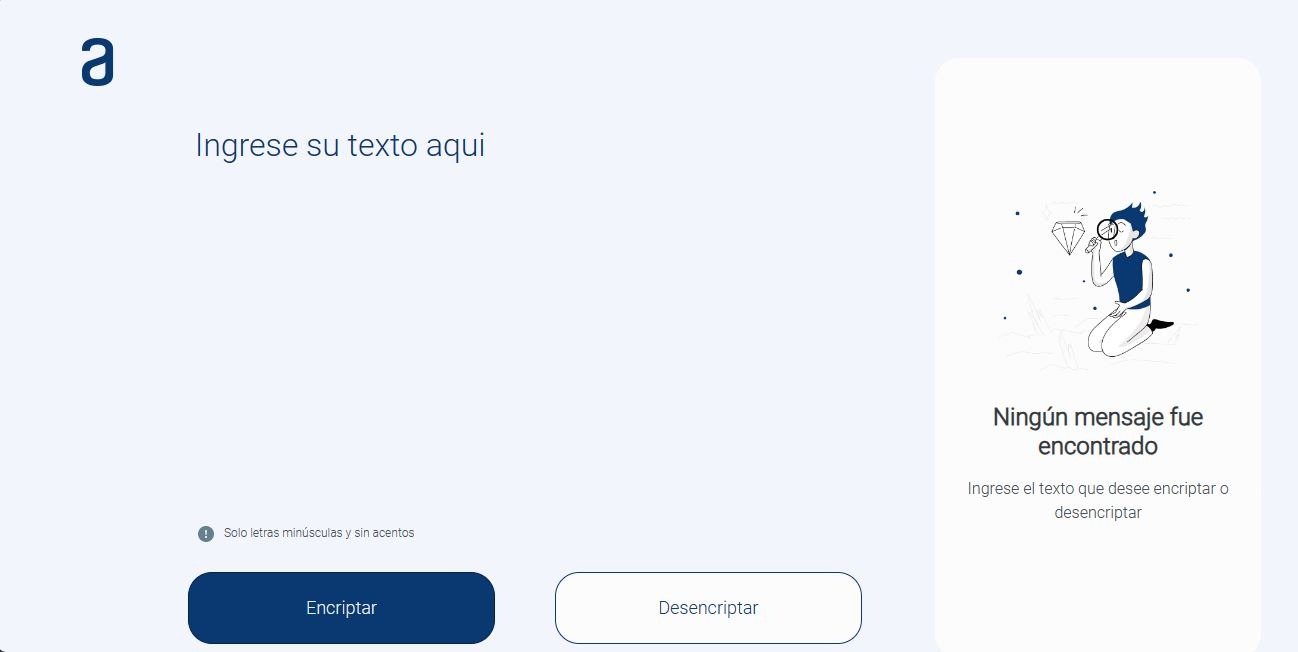 a
Ingrese su texto aqui
Solo letras minúsculas y sin acentos
Encriptar
Desencriptar
Ningún mensaje fue
encontrado
Ingrese el texto que desee encriptar o
desencriptar